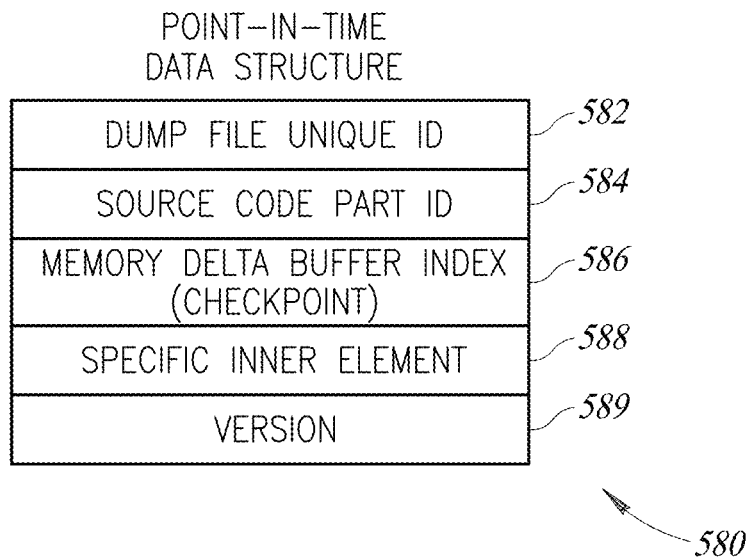 POINT-IN-TIME
DATA STRUCTURE
DUMP FILE UNIQUE ID
582
SOURCE CODE PART ID
584
MEMORY DELTA BUFFER INDEX
(CHECKPOINT)
586
SPECIFIC INNER ELEMENT
588
VERSION
589
580